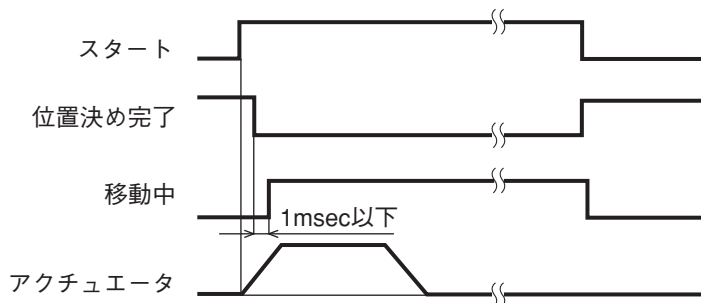 スタート
位置決め完了
移動中
1msec以下
アクチュエータ